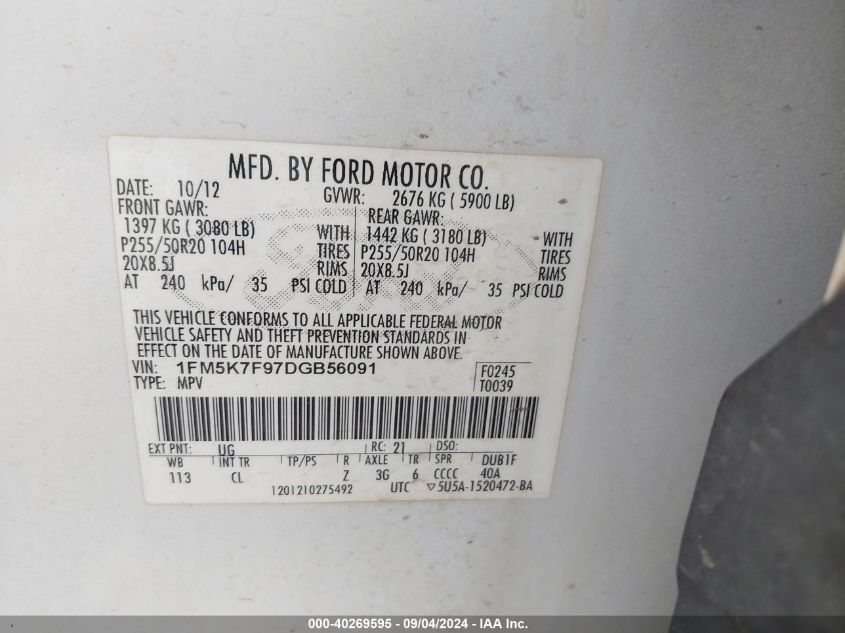 MFD. BY FORD MOTOR CO.
DATE: 10/12 GVWR: 2676 KG ( 5900 LB)
FRONT GAWR: REAR GAWR:
1397 KG ( 3080 LB) WITH 1442 KG ( 3180 LB) WITH
P255/50R20 104H TIRES P255/50R20 104H TIRES
20X8.5J RIMS 20X8.5J RIMS
AT 240 kPa/ 35 PSI COLD AT 240 kPa/ 35 PSI COLD
THIS VEHICLE CONFORMS TO ALL APPLICABLE FEDERAL MOTOR
VEHICLE SAFETY AND THEFT PREVENTION STANDARDS IN
EFFECT ON THE DATE OF MANUFACTURE SHOWN ABOVE.
VIN: 1FM5K7F97DGB56091 F0245
TYPE: MPV T0039
EXT PNT: UG RC: 21 DSO:
WB INT TR TP/PS R AXLE TR SPR DUB1F
113 CL Z 3G 6 CCCC 40A
1201210275492 UTC ▽5U5A-1520472-BA
000-40269595 - 09/04/2024 - IAA Inc.